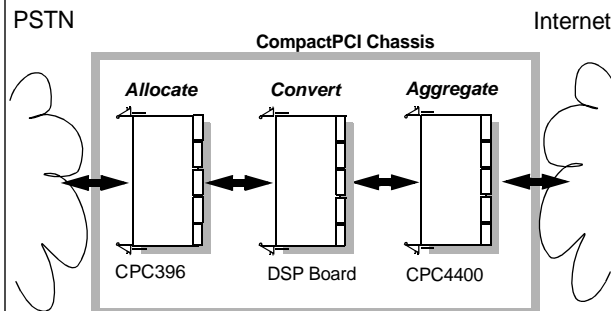 PSTN
Internet
CompactPCI Chassis
Allocate
Convert
Aggregate
CPC396
DSP Board
CPC4400